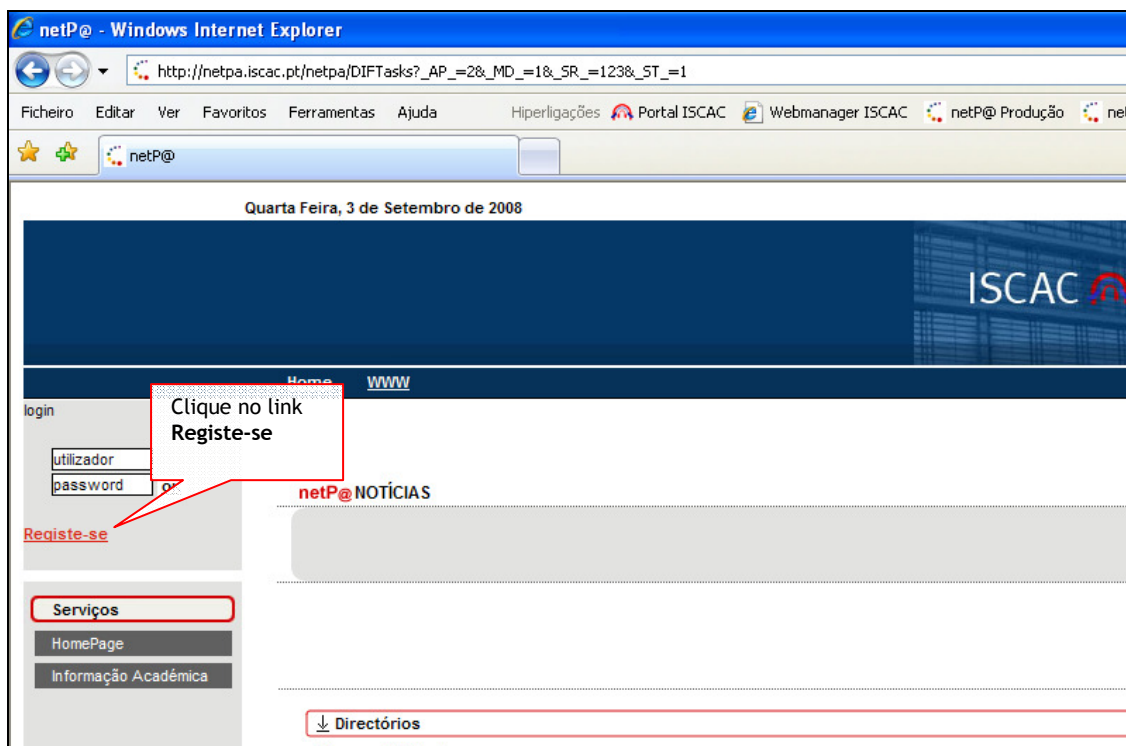 netP@ - Windows Internet Explorer
http://netpa.iscac.pt/netpa/DIFTasks?_AP_=2&_MD_=1&_SR_=123&_ST_=1
Ficheiro Editar Ver Favoritos Ferramentas Ajuda Hiperligações Portal ISCAC Webmanager ISCAC netP@ Produção
netP@
Quarta Feira, 3 de Setembro de 2008
ISCAC
Home WWW
login
Clique no link
Registe-se
utilizador
password
netP@ NOTÍCIAS
Registe-se
Serviços
HomePage
Informação Académica
Directórios